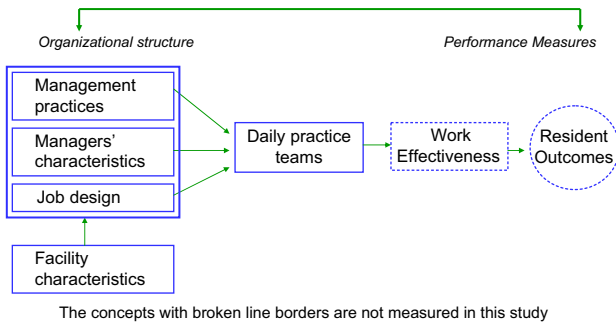 Organizational structure
Performance Measures
Management
practices
Managers'
characteristics
Job design
Daily practice
teams
Work
Effectiveness
Resident
Outcomes
Facility
characteristics
The concepts with broken line borders are not measured in this study